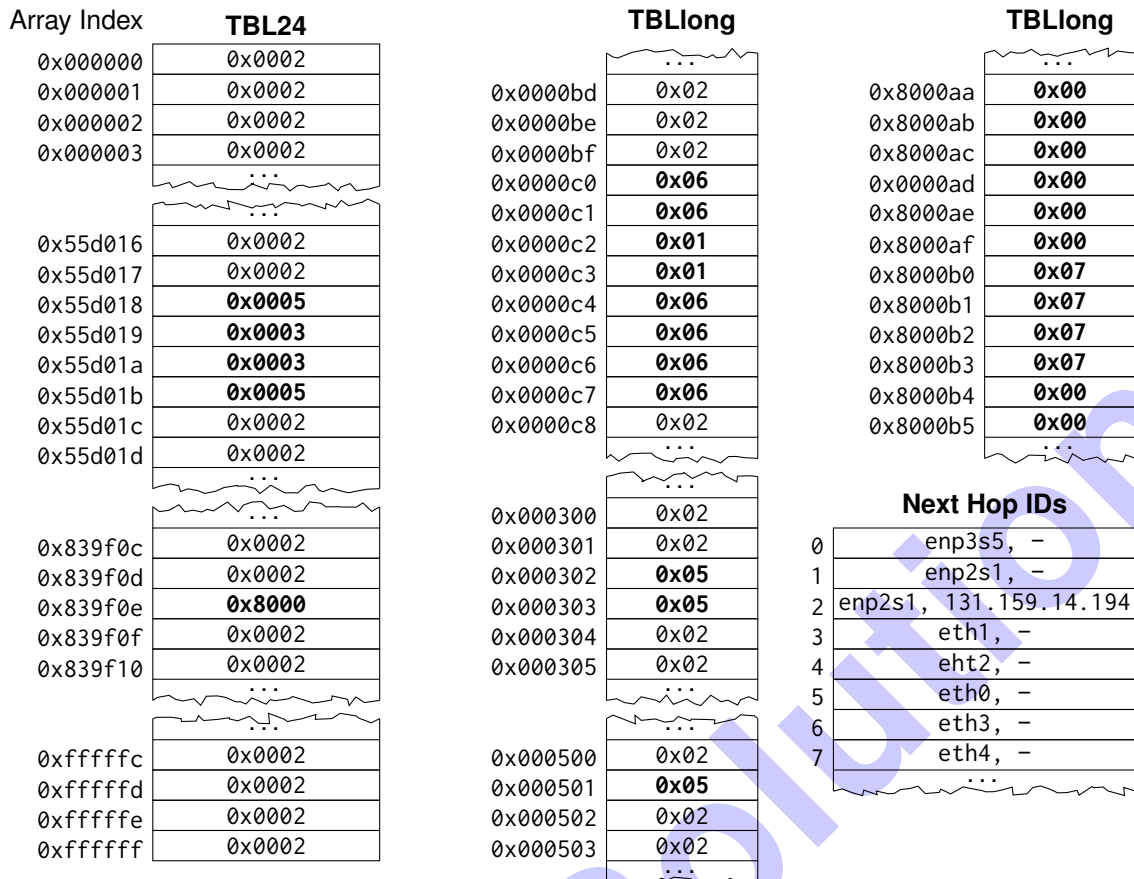 Array Index TBL24
0x000000 0x0002
0x000001 0x0002
0x000002 0x0002
0x000003 0x0002
...
...
0x55d016 0x0002
0x55d017 0x0002
0x55d018 0x0005
0x55d019 0x0003
0x55d01a 0x0003
0x55d01b 0x0005
0x55d01c 0x0002
0x55d01d 0x0002
...
...
0x839f0c 0x0002
0x839f0d 0x0002
0x839f0e 0x8000
0x839f0f 0x0002
0x839f10 0x0002
...
...
0xfffffc 0x0002
0xfffffd 0x0002
0xfffffe 0x0002
0xffffff 0x0002
TBLlong
...
0x0000bd 0x02
0x0000be 0x02
0x0000bf 0x02
0x0000c0 0x06
0x0000c1 0x06
0x0000c2 0x01
0x0000c3 0x01
0x0000c4 0x06
0x0000c5 0x06
0x0000c6 0x06
0x0000c7 0x06
0x0000c8 0x02
...
...
0x000300 0x02
0x000301 0x02
0x000302 0x05
0x000303 0x05
0x000304 0x02
0x000305 0x02
...
...
0x000500 0x02
0x000501 0x05
0x000502 0x02
0x000503 0x02
...
TBLlong
...
0x8000aa 0x00
0x8000ab 0x00
0x8000ac 0x00
0x0000ad 0x00
0x8000ae 0x00
0x8000af 0x00
0x8000b0 0x07
0x8000b1 0x07
0x8000b2 0x07
0x8000b3 0x07
0x8000b4 0x00
0x8000b5 0x00
...
Next Hop IDs
0 enp3s5, -
1 enp2s1, -
2 enp2s1, 131.159.14.194
3 eth1, -
4 eht2, -
5 eth0, -
6 eth3, -
7 eth4, -
...